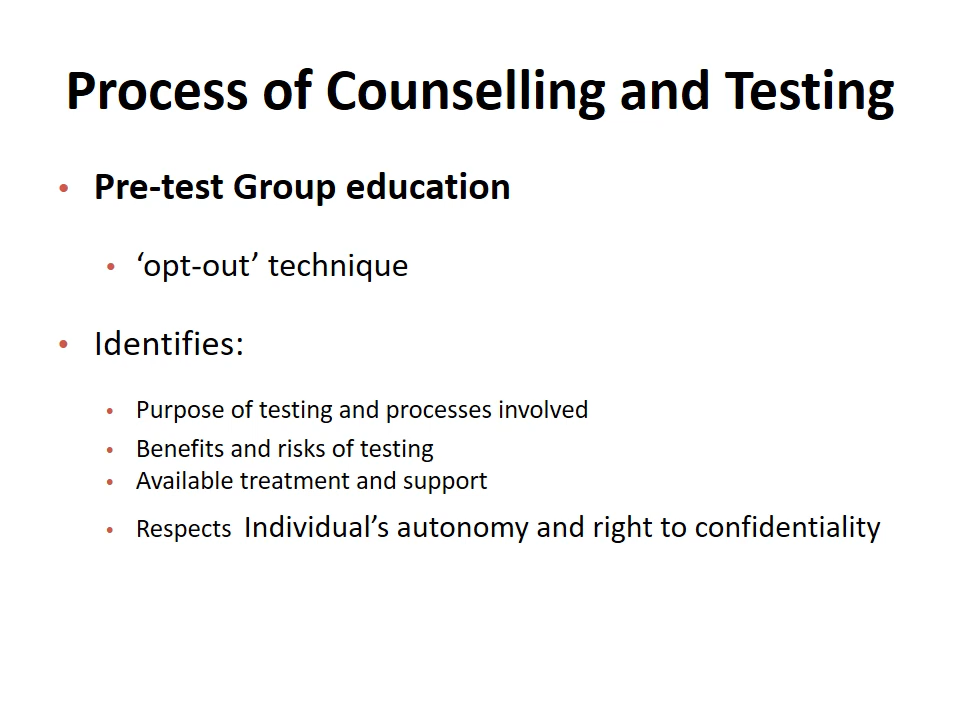 Process of Counselling and Testing
• Pre-test Group education
• ‘opt-out’ technique
• Identifies:
• Purpose of testing and processes involved
• Benefits and risks of testing
• Available treatment and support
• Respects Individual’s autonomy and right to confidentiality